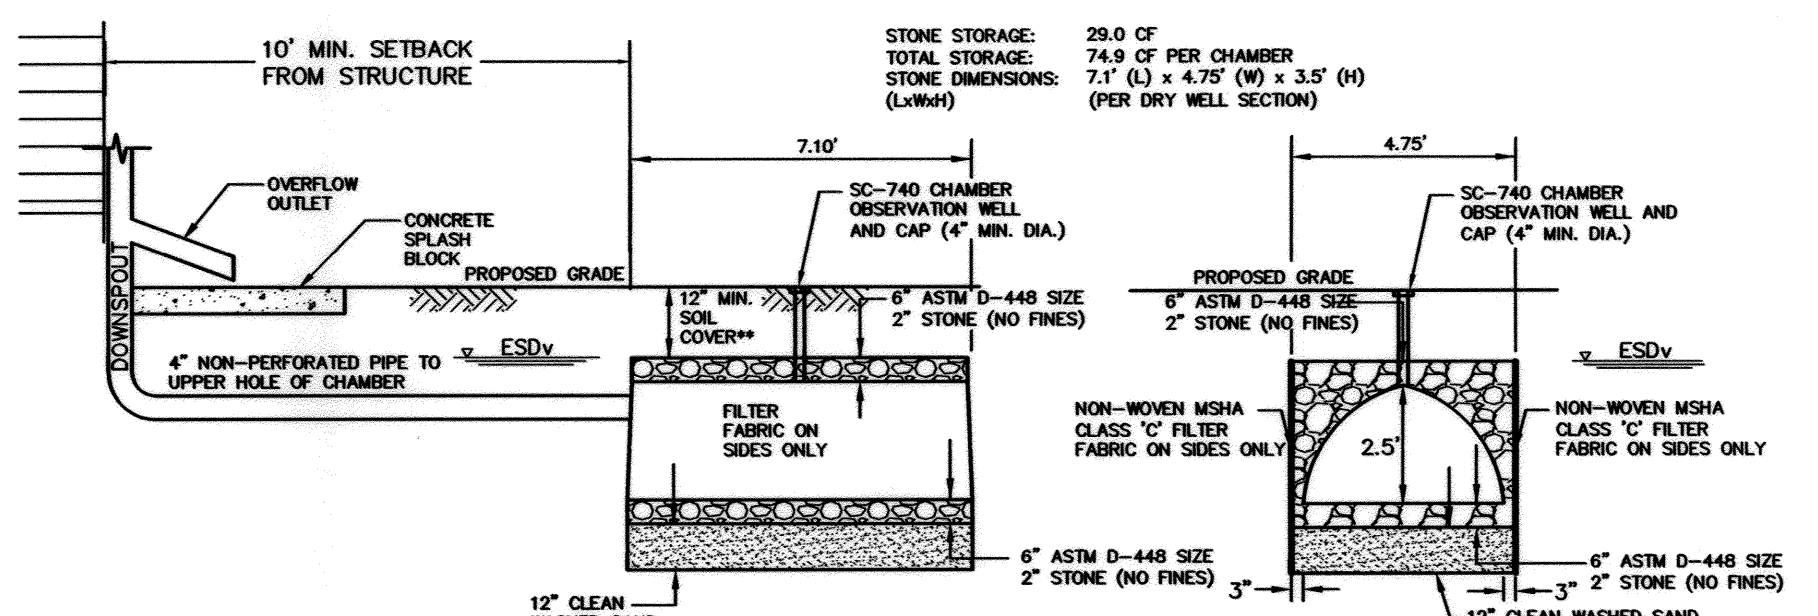 10' MIN. SETBACK
FROM STRUCTURE
STONE STORAGE: 29.0 CF
TOTAL STORAGE: 74.9 CF PER CHAMBER
STONE DIMENSIONS: 7.1' (L) x 4.75' (W) x 3.5' (H)
(LxWxH) (PER DRY WELL SECTION)
7.10'
4.75'
OVERFLOW
OUTLET
CONCRETE
SPLASH
BLOCK
SC-740 CHAMBER
OBSERVATION WELL
AND CAP (4" MIN. DIA.)
SC-740 CHAMBER
OBSERVATION WELL AND
CAP (4" MIN. DIA.)
DOWNSPOUT
PROPOSED GRADE
PROPOSED GRADE
12" MIN.
SOIL
COVER**
6" ASTM D-448 SIZE
2" STONE (NO FINES)
6" ASTM D-448 SIZE
2" STONE (NO FINES)
ESDv
ESDv
4" NON-PERFORATED PIPE TO
UPPER HOLE OF CHAMBER
FILTER
FABRIC ON
SIDES ONLY
NON-WOVEN MSHA
CLASS 'C' FILTER
FABRIC ON SIDES ONLY
2.5'
NON-WOVEN MSHA
CLASS 'C' FILTER
FABRIC ON SIDES ONLY
6" ASTM D-448 SIZE
2" STONE (NO FINES)
3"
3"
6" ASTM D-448 SIZE
2" STONE (NO FINES)
12" CLEAN
12" CLEAN WASHED SAND